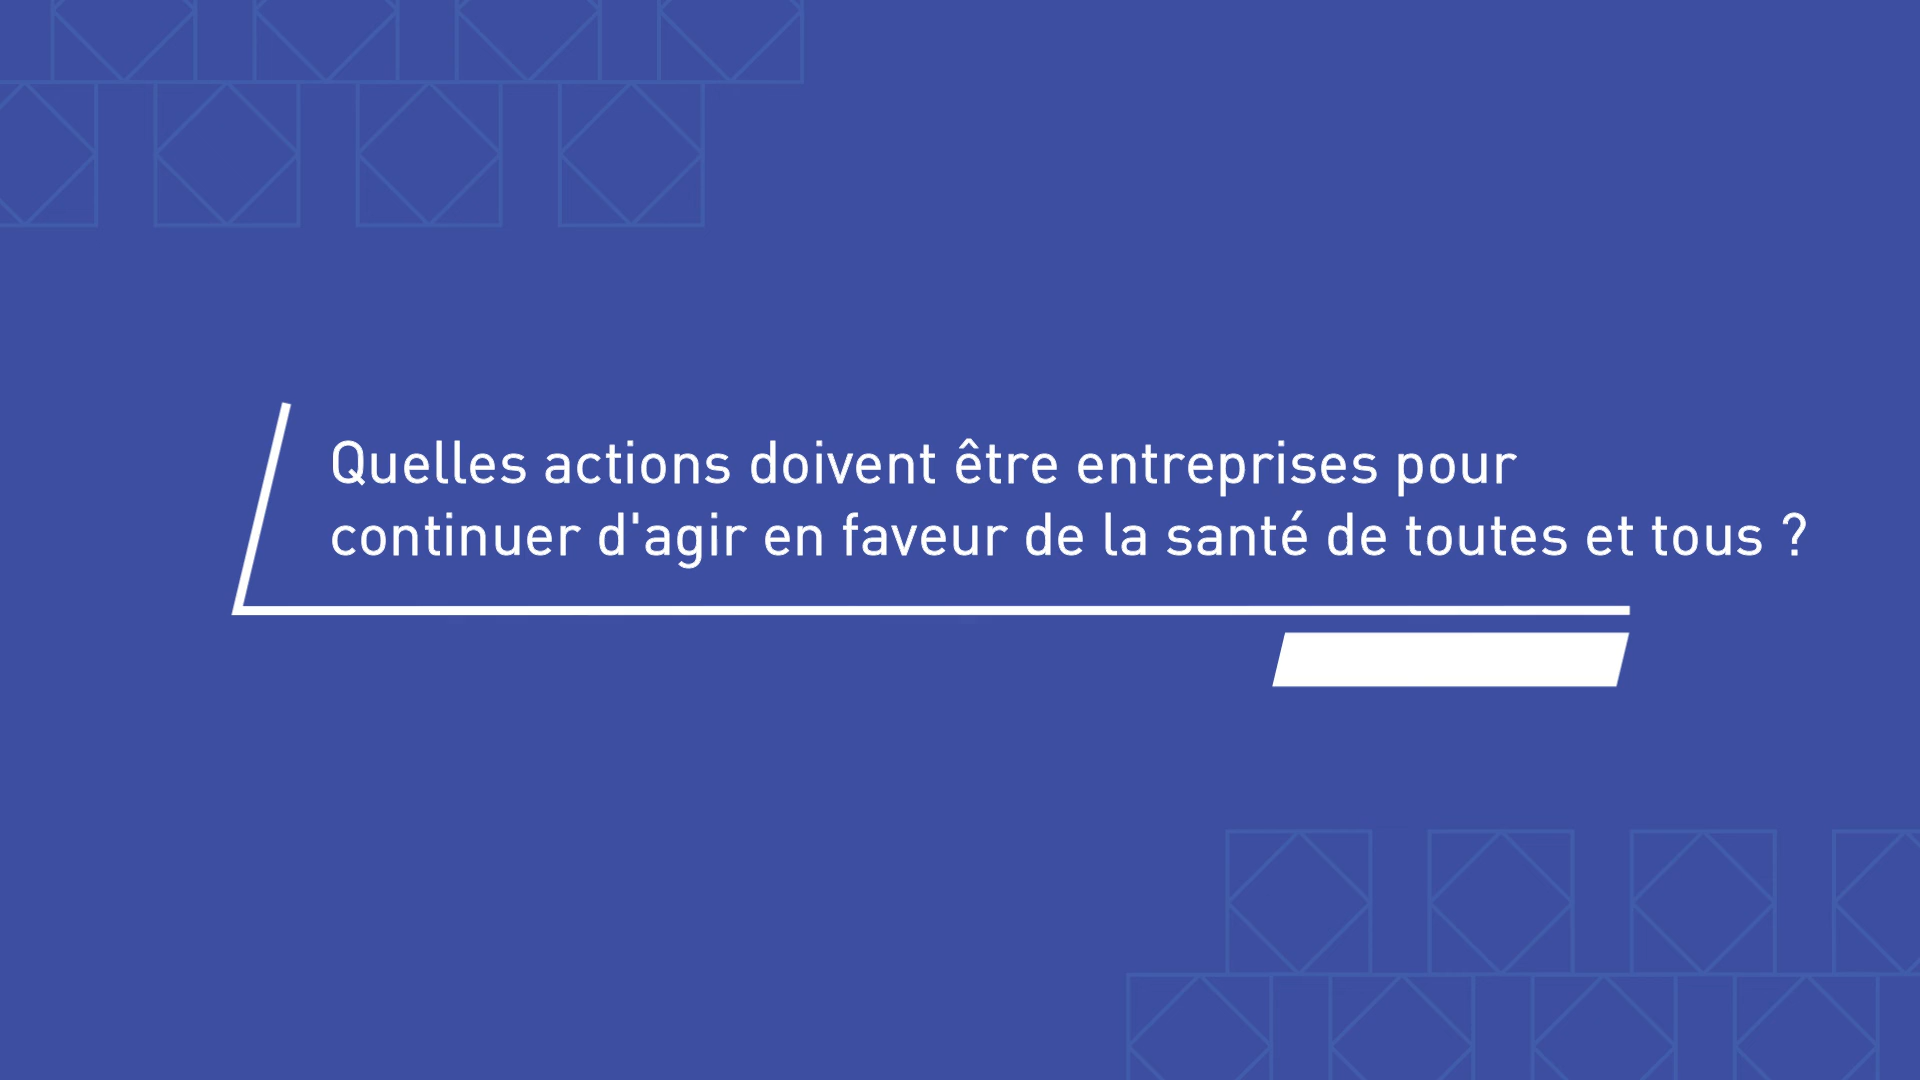 Quelles actions doivent être entreprises pour
continuer d'agir en faveur de la santé de toutes et tous ?